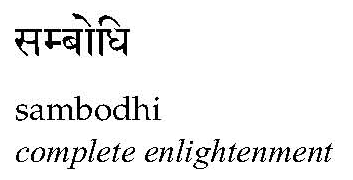 सम्बोधि
sambodhi
complete enlightenment